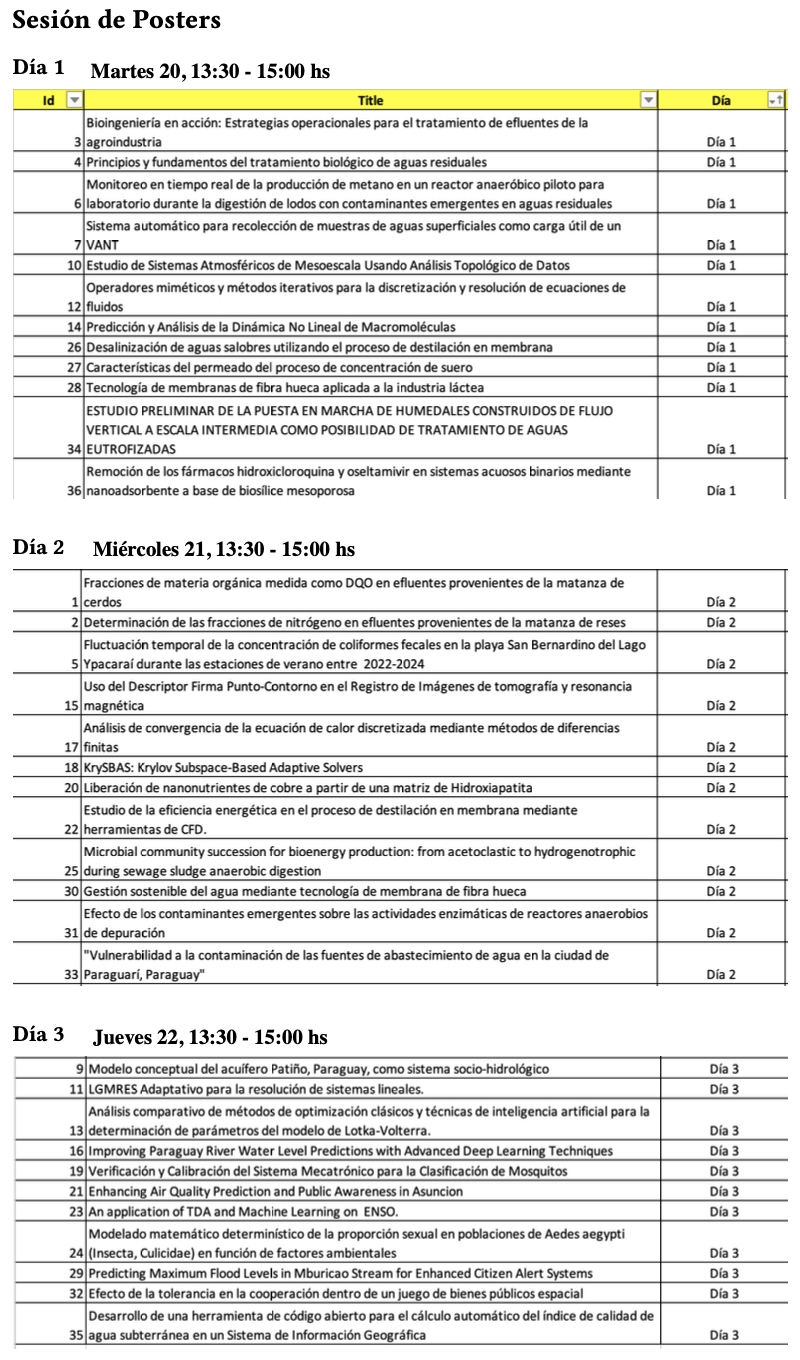 Sesión de Posters
Día 1 Martes 20, 13:30 - 15:00 hs
Id Title Día
Bioingeniería en acción: Estrategias operacionales para el tratamiento de efluentes de la
3 agroindustria Día 1
4 Principios y fundamentos del tratamiento biológico de aguas residuales Día 1
Monitoreo en tiempo real de la producción de metano en un reactor anaeróbico piloto para
6 laboratorio durante la digestión de lodos con contaminantes emergentes en aguas residuales Día 1
Sistema automático para recolección de muestras de aguas superficiales como carga útil de un
7 VANT Día 1
10 Estudio de Sistemas Atmosféricos de Mesoescala Usando Análisis Topológico de Datos Día 1
Operadores miméticos y métodos iterativos para la discretización y resolución de ecuaciones de
12 fluidos Día 1
14 Predicción y Análisis de la Dinámica No Lineal de Macromoléculas Día 1
26 Desalinización de aguas salobres utilizando el proceso de destilación en membrana Día 1
27 Características del permeado del proceso de concentración de suero Día 1
28 Tecnología de membranas de fibra hueca aplicada a la industria láctea Día 1
ESTUDIO PRELIMINAR DE LA PUESTA EN MARCHA DE HUMEDALES CONSTRUIDOS DE FLUJO
VERTICAL A ESCALA INTERMEDIA COMO POSIBILIDAD DE TRATAMIENTO DE AGUAS
34 EUTROFIZADAS Día 1
Remoción de los fármacos hidroxicloroquina y oseltamivir en sistemas acuosos binarios mediante
36 nanoadsorbente a base de biosílice mesoporosa Día 1
Día 2 Miércoles 21, 13:30 - 15:00 hs
Fracciones de materia orgánica medida como DQO en efluentes provenientes de la matanza de
1 cerdos Día 2
2 Determinación de las fracciones de nitrógeno en efluentes provenientes de la matanza de reses Día 2
Fluctuación temporal de la concentración de coliformes fecales en la playa San Bernardino del Lago
5 Ypacaraí durante las estaciones de verano entre 2022-2024 Día 2
Uso del Descriptor Firma Punto-Contorno en el Registro de Imágenes de tomografía y resonancia
15 magnética Día 2
Análisis de convergencia de la ecuación de calor discretizada mediante métodos de diferencias
17 finitas Día 2
18 KrySBAS: Krylov Subspace-Based Adaptive Solvers Día 2
20 Liberación de nanonutrientes de cobre a partir de una matriz de Hidroxiapatita Día 2
Estudio de la eficiencia energética en el proceso de destilación en membrana mediante
22 herramientas de CFD. Día 2
Microbial community succession for bioenergy production: from acetoclastic to hydrogenotrophic
25 during sewage sludge anaerobic digestion Día 2
30 Gestión sostenible del agua mediante tecnología de membrana de fibra hueca Día 2
Efecto de los contaminantes emergentes sobre las actividades enzimáticas de reactores anaerobios
31 de depuración Día 2
"Vulnerabilidad a la contaminación de las fuentes de abastecimiento de agua en la ciudad de
33 Paraguarí, Paraguay" Día 2
Día 3 Jueves 22, 13:30 - 15:00 hs
9 Modelo conceptual del acuífero Patiño, Paraguay, como sistema socio-hidrológico Día 3
11 LGMRES Adaptativo para la resolución de sistemas lineales. Día 3
Análisis comparativo de métodos de optimización clásicos y técnicas de inteligencia artificial para la
13 determinación de parámetros del modelo de Lotka-Volterra. Día 3
16 Improving Paraguay River Water Level Predictions with Advanced Deep Learning Techniques Día 3
19 Verificación y Calibración del Sistema Mecatrónico para la Clasificación de Mosquitos Día 3
21 Enhancing Air Quality Prediction and Public Awareness in Asuncion Día 3
23 An application of TDA and Machine Learning on ENSO. Día 3
Modelado matemático determinístico de la proporción sexual en poblaciones de Aedes aegypti
24 (Insecta, Culicidae) en función de factores ambientales Día 3
29 Predicting Maximum Flood Levels in Mburicao Stream for Enhanced Citizen Alert Systems Día 3
32 Efecto de la tolerancia en la cooperación dentro de un juego de bienes públicos espacial Día 3
Desarrollo de una herramienta de código abierto para el cálculo automático del índice de calidad de
35 agua subterránea en un Sistema de Información Geográfica Día 3